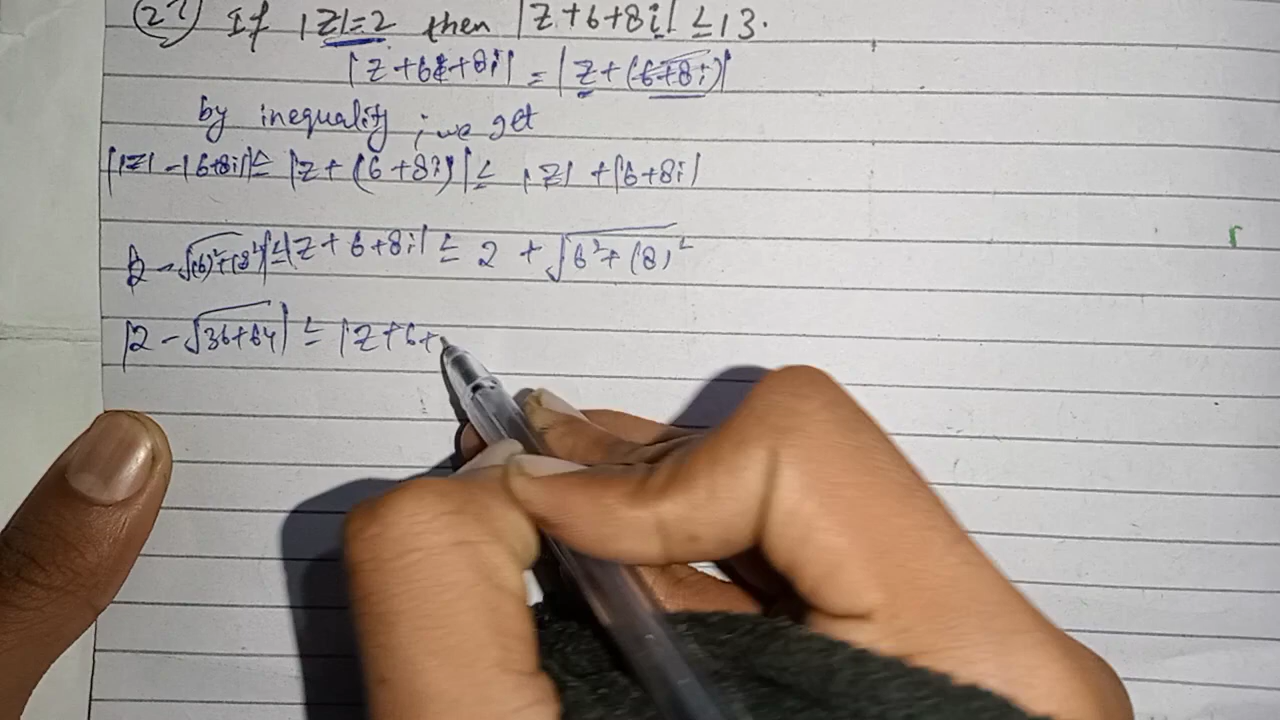 (2) If |Z|=2 then |Z+6+8i| ≤ 13.
|Z+6+8i| = |Z+(6+8i)|
by inequality ; we get
||Z|-|6+8i|| ≤ |Z+(6+8i)| ≤ |Z| + |6+8i|
|2-√(6)²+(8)²| ≤ |Z+6+8i| ≤ 2 + √6²+(8)²
|2-√36+64| ≤ |Z+6+